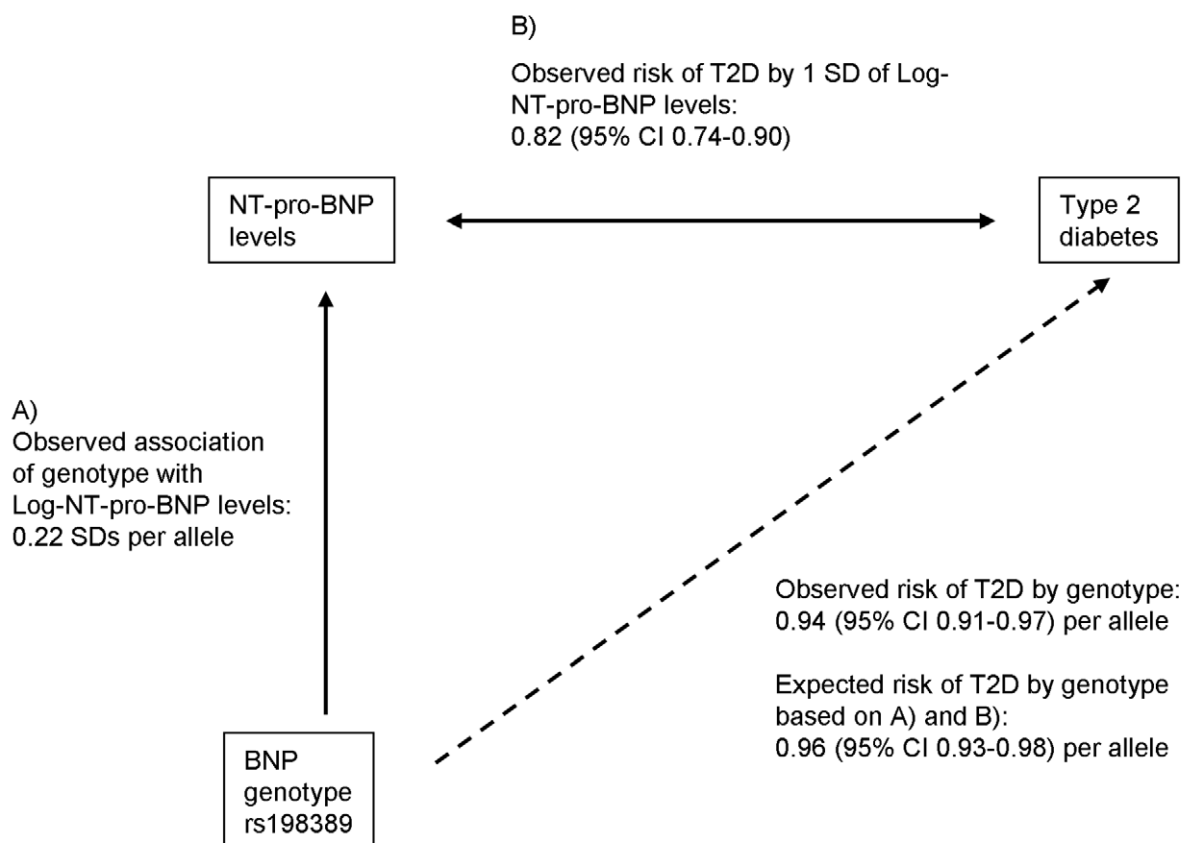 B)
Observed risk of T2D by 1 SD of Log-
NT-pro-BNP levels:
0.82 (95% CI 0.74-0.90)
NT-pro-BNP
levels
Type 2
diabetes
A)
Observed association
of genotype with
Log-NT-pro-BNP levels:
0.22 SDs per allele
Observed risk of T2D by genotype:
0.94 (95% CI 0.91-0.97) per allele
Expected risk of T2D by genotype
based on A) and B):
0.96 (95% CI 0.93-0.98) per allele
BNP
genotype
rs198389